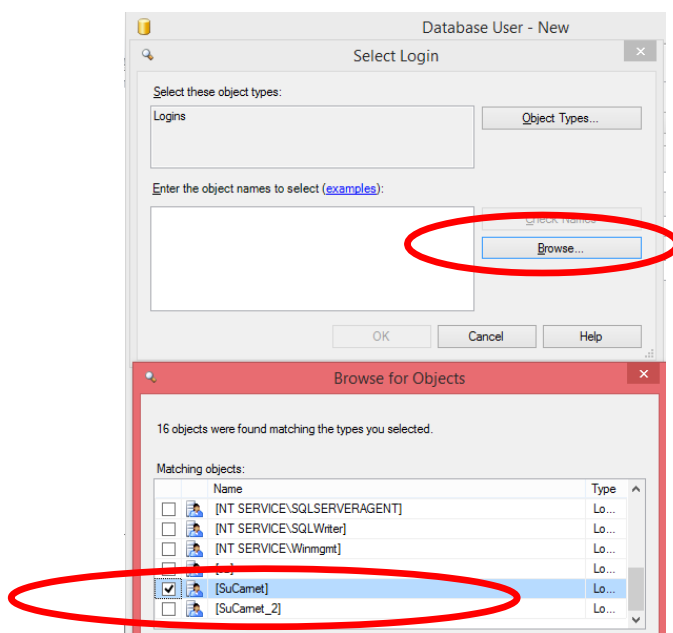 Database User - New
Select Login
Select these object types:
Logins
Object Types...
Enter the object names to select (examples):
Check Names
Browse...
OK Cancel Help
Browse for Objects
16 objects were found matching the types you selected.
Matching objects:
Name Type
[NT SERVICE\SQLSERVERAGENT] Lo...
[NT SERVICE\SQLWriter] Lo...
[NT SERVICE\Winmgmt] Lo...
Lo...
[SuCarnet] Lo...
[SuCarnet_2] Lo...